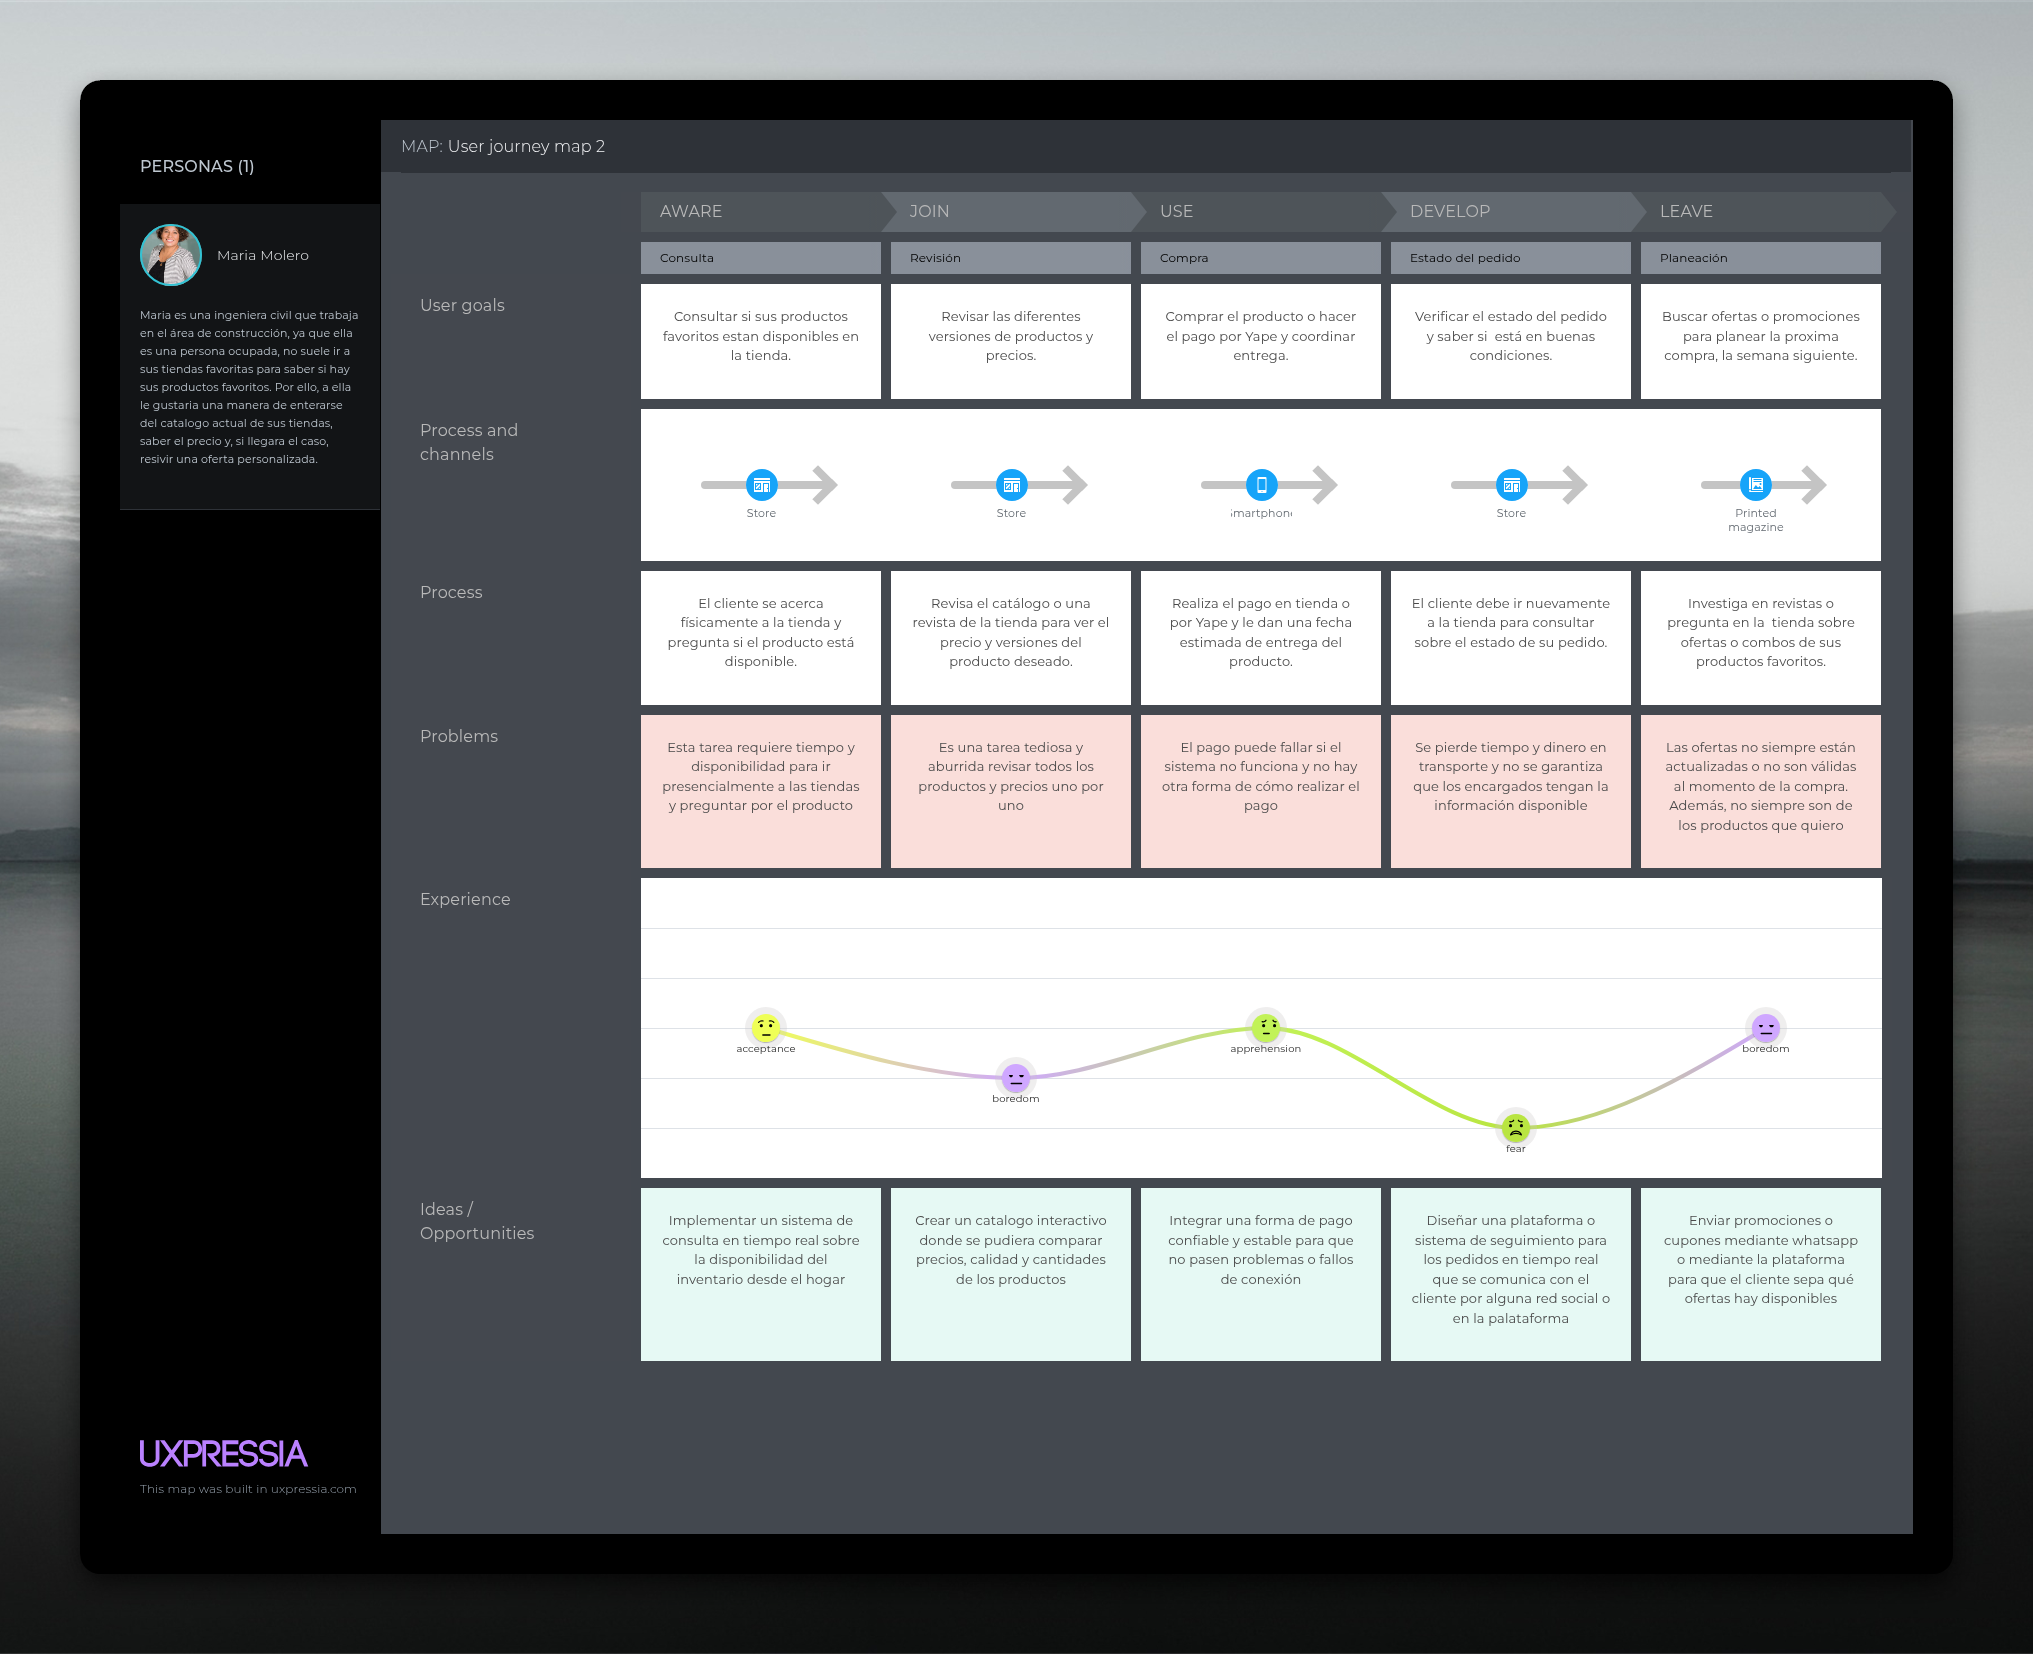 PERSONAS (1)
Maria Molero
Maria es una ingeniera civil que trabaja
en el área de construcción, ya que ella
es una persona ocupada, no suele ir a
sus tiendas favoritas para saber si hay
sus productos favoritos. Por ello, a ella
le gustaria una manera de enterarse
del catalogo actual de sus tiendas,
saber el precio y, si llegara el caso,
resivir una oferta personalizada.
MAP: User journey map 2
AWARE
JOIN
USE
DEVELOP
LEAVE
Consulta
Revisión
Compra
Estado del pedido
Planeación
User goals
Consultar si sus productos
favoritos estan disponibles en
la tienda.
Revisar las diferentes
versiones de productos y
precios.
Comprar el producto o hacer
el pago por Yape y coordinar
entrega.
Verificar el estado del pedido
y saber si  está en buenas
condiciones.
Buscar ofertas o promociones
para planear la proxima
compra, la semana siguiente.
Process and
channels
Store
Store
martphon
Store
Printed
magazine
Process
El cliente se acerca
físicamente a la tienda y
pregunta si el producto está
disponible.
Revisa el catálogo o una
revista de la tienda para ver el
precio y versiones del
producto deseado.
Realiza el pago en tienda o
por Yape y le dan una fecha
estimada de entrega del
producto.
El cliente debe ir nuevamente
a la tienda para consultar
sobre el estado de su pedido.
Investiga en revistas o
pregunta en la  tienda sobre
ofertas o combos de sus
productos favoritos.
Problems
Esta tarea requiere tiempo y
disponibilidad para ir
presencialmente a las tiendas
y preguntar por el producto
Es una tarea tediosa y
aburrida revisar todos los
productos y precios uno por
uno
El pago puede fallar si el
sistema no funciona y no hay
otra forma de cómo realizar el
pago
Se pierde tiempo y dinero en
transporte y no se garantiza
que los encargados tengan la
información disponible
Las ofertas no siempre están
actualizadas o no son válidas
al momento de la compra.
Además, no siempre son de
los productos que quiero
Experience
acceptance
boredom
apprehension
fear
boredom
Ideas /
Opportunities
Implementar un sistema de
consulta en tiempo real sobre
la disponibilidad del
inventario desde el hogar
Crear un catalogo interactivo
donde se pudiera comparar
precios, calidad y cantidades
de los productos
Integrar una forma de pago
confiable y estable para que
no pasen problemas o fallos
de conexión
Diseñar una plataforma o
sistema de seguimiento para
los pedidos en tiempo real
que se comunica con el
cliente por alguna red social o
en la palataforma
Enviar promociones o
cupones mediante whatsapp
o mediante la plataforma
para que el cliente sepa qué
ofertas hay disponibles
UXPRESSIA
This map was built in uxpressia.com